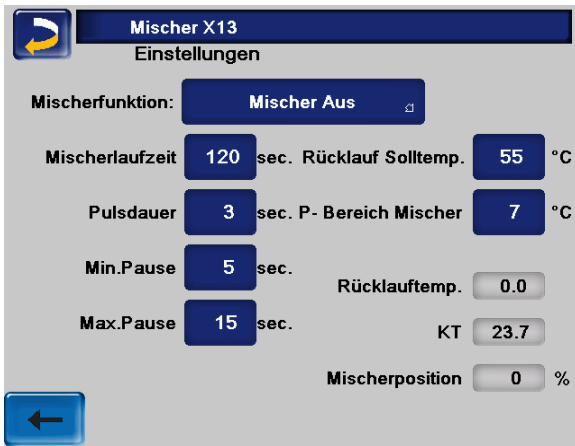 Mischer X13
Einstellungen
Mischerfunktion: Mischer Aus
Mischerlaufzeit 120 sec. Rücklauf Solltemp. 55 °C
Pulsdauer 3 sec. P- Bereich Mischer 7 °C
Min.Pause 5 sec.
Rücklauftemp. 0.0
Max.Pause 15 sec.
KT 23.7
Mischerposition 0 %